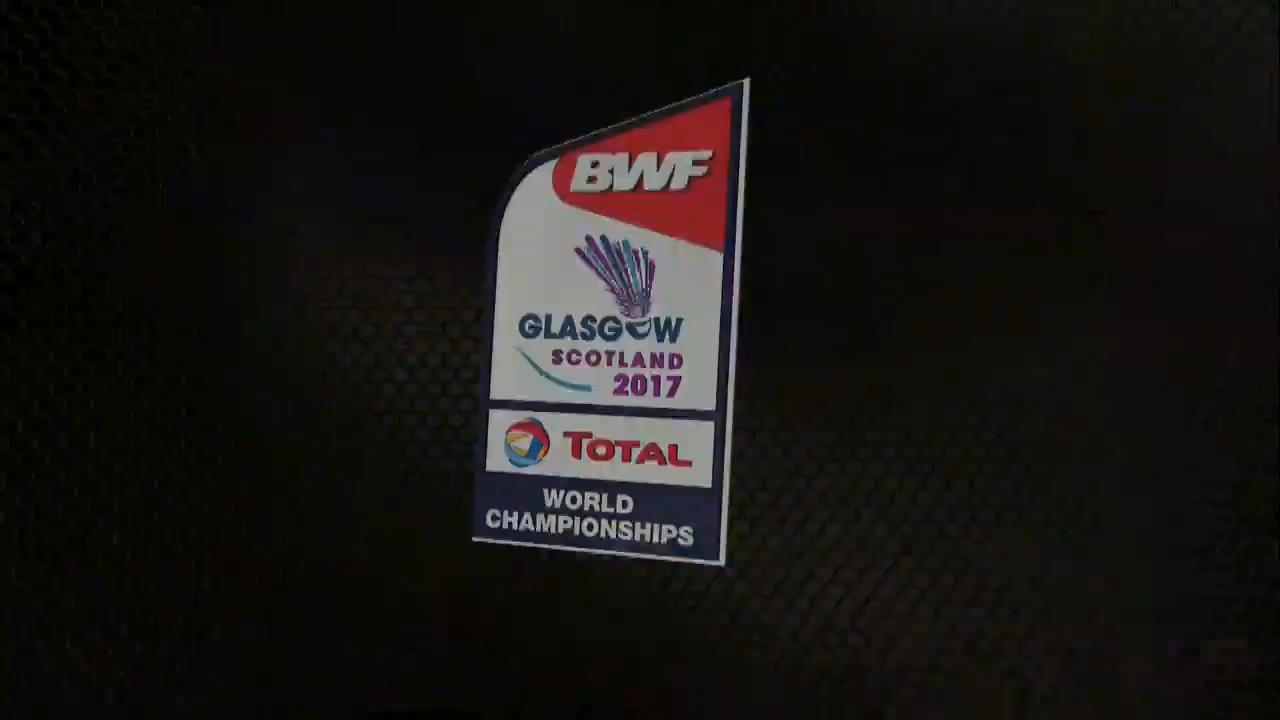 BWF
GLASGOW
SCOTLAND
2017
TOTAL
WORLD
CHAMPIONSHIPS